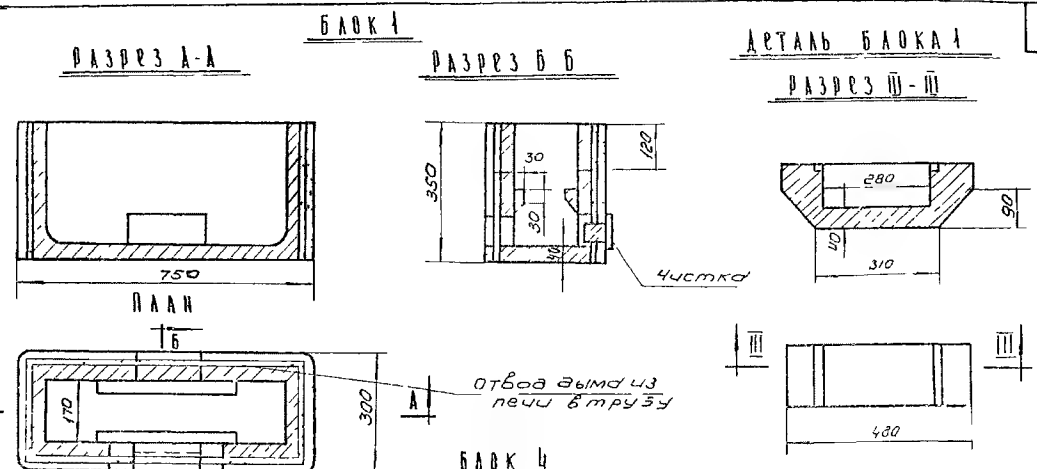 БЛОК 1
РАЗРЕЗ А-А
РАЗРЕЗ Б Б
ДЕТАЛЬ БЛОКА 1
РАЗРЕЗ III-III
750
350
30
30
40
120
Чистка
280
90
40
310
ПЛАН
Б
170
300
А
отвод дыма из
печи в трубу
III
III
480
БЛОК 4